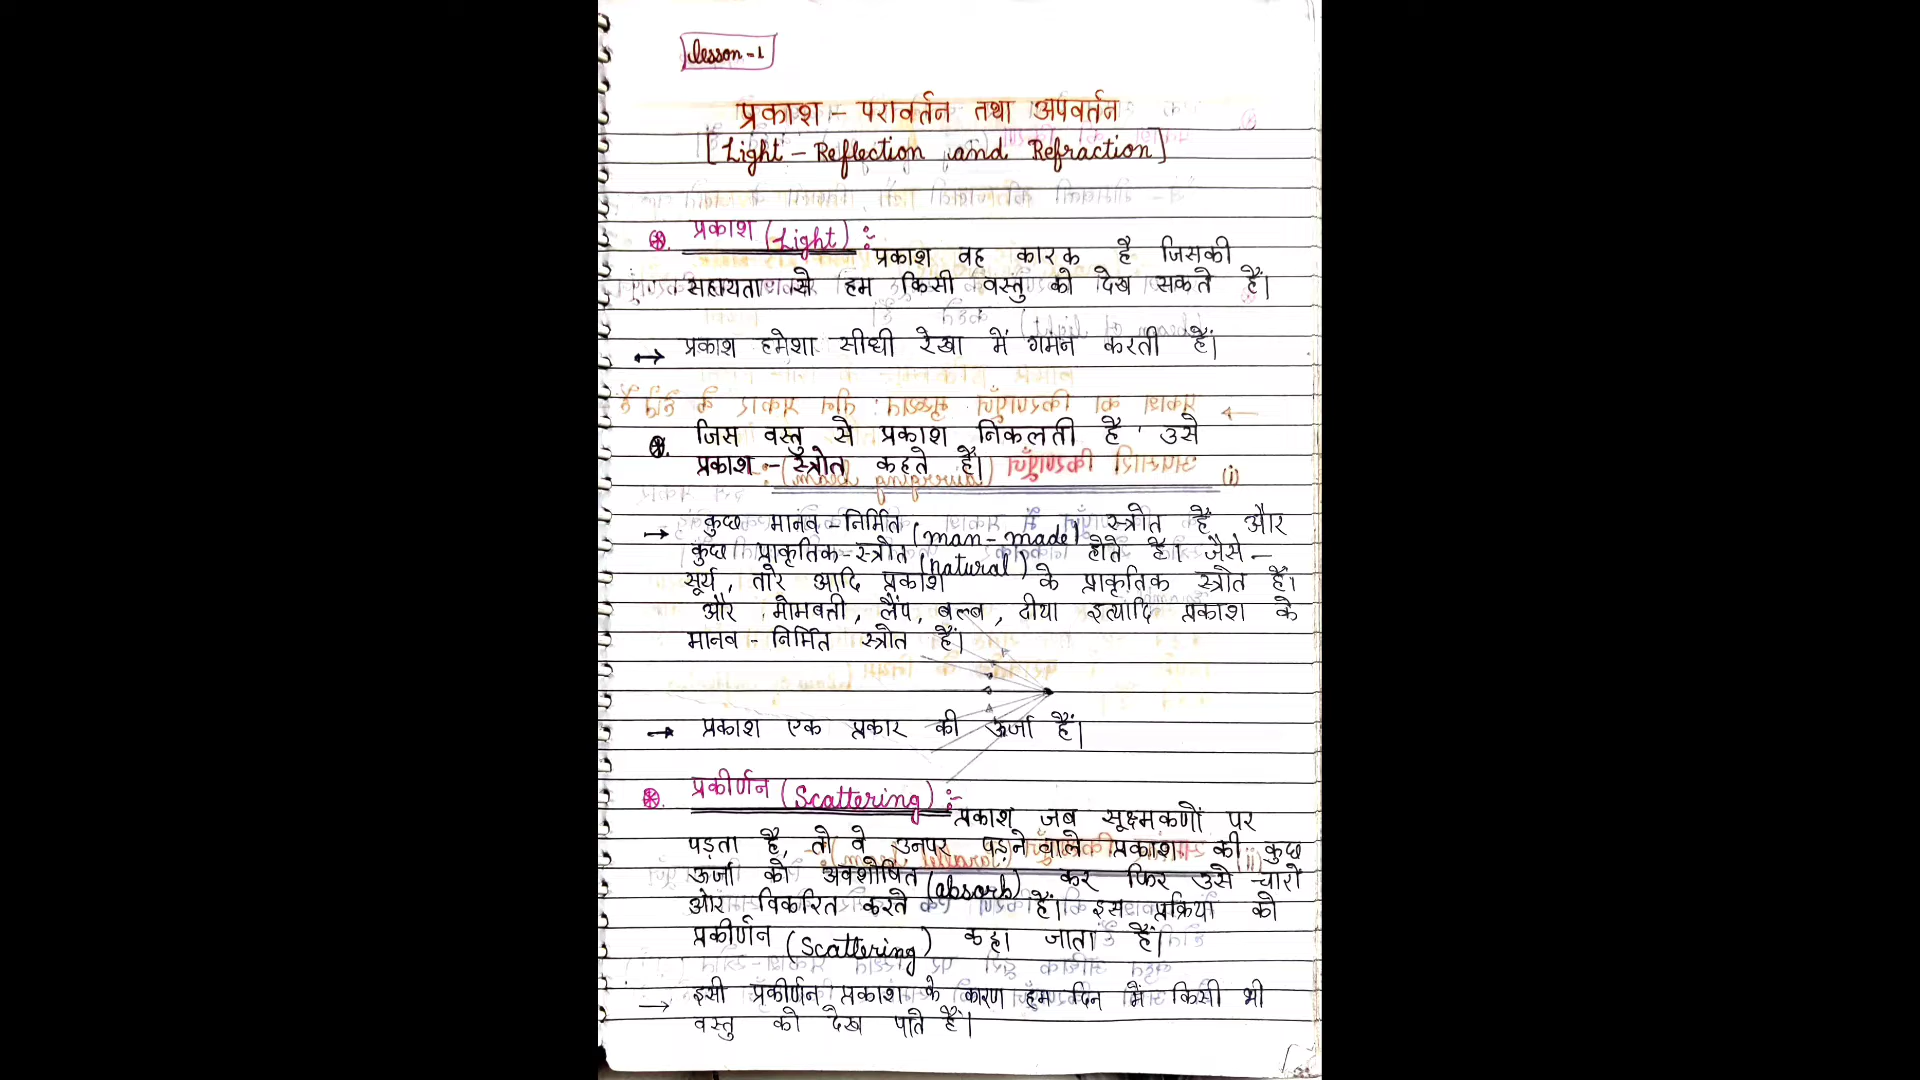 Lesson-1
प्रकाश - परावर्तन तथा अपवर्तन
[Light - Reflection and Refraction]
प्रकाश (Light) :- प्रकाश वह कारक है जिसकी
सहायता से हम किसी वस्तु को देख सकते हैं।
→ प्रकाश हमेशा सीधी रेखा में गमन करती हैं।
जिस वस्तु से प्रकाश निकलती है, उसे
प्रकाश - स्त्रोत कहते हैं।
→ कुछ मानव-निर्मित (man-made) स्त्रोत हैं और
कुछ प्राकृतिक-स्त्रोत (natural) होते हैं। जैसे -
सूर्य, तारे आदि प्रकाश के प्राकृतिक स्त्रोत हैं।
और मोमबत्ती, लैंप, बल्ब, दीया इत्यादि प्रकाश के
मानव - निर्मित स्त्रोत हैं।
→ प्रकाश एक प्रकार की ऊर्जा हैं।
प्रकीर्णन (Scattering) :- प्रकाश जब सूक्ष्मकणों पर
पड़ता है, तो वे उनपर पड़ने वाले प्रकाश की कुछ
ऊर्जा को अवशोषित (absorb) कर फिर उसे चारों
ओर विकरित करते हैं। इस प्रक्रिया को
प्रकीर्णन (Scattering) कहा जाता हैं।
→ इसी प्रकीर्णन प्रकाश के कारण हम दिन में किसी भी
वस्तु को देख पाते हैं।